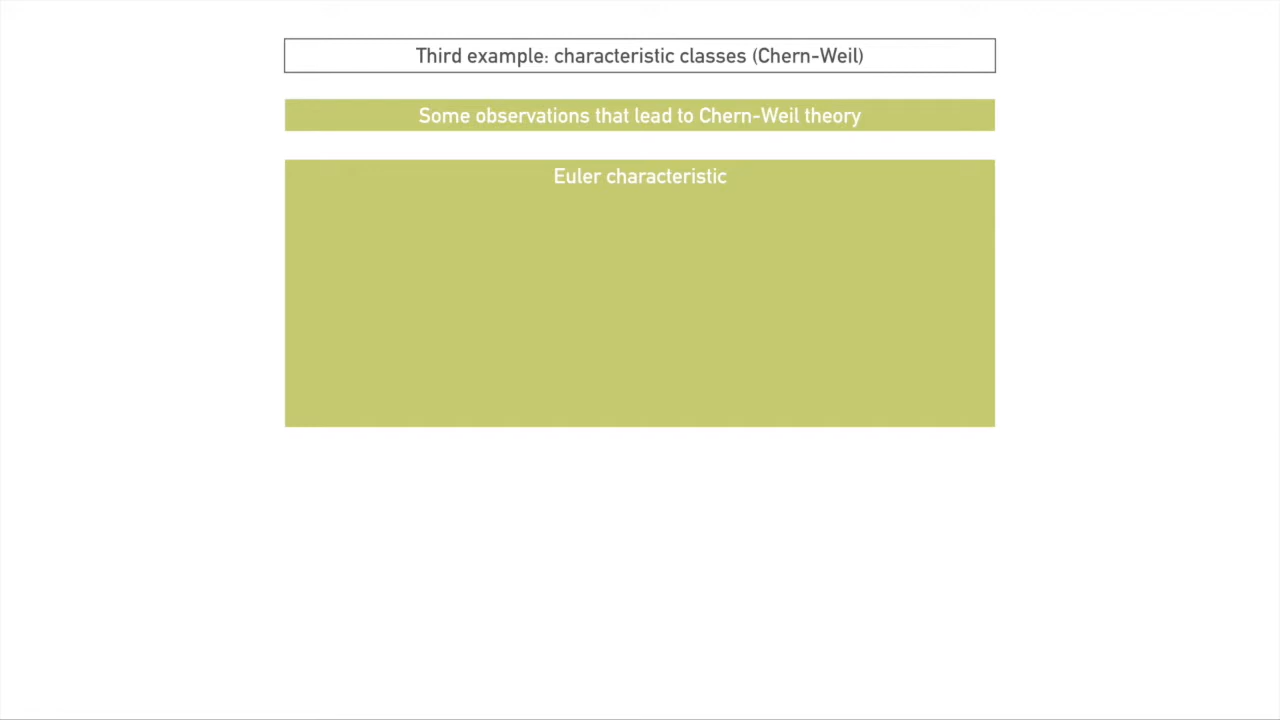 Third example: characteristic classes (Chern-Weil)
Some observations that lead to Chern-Weil theory
Euler characteristic